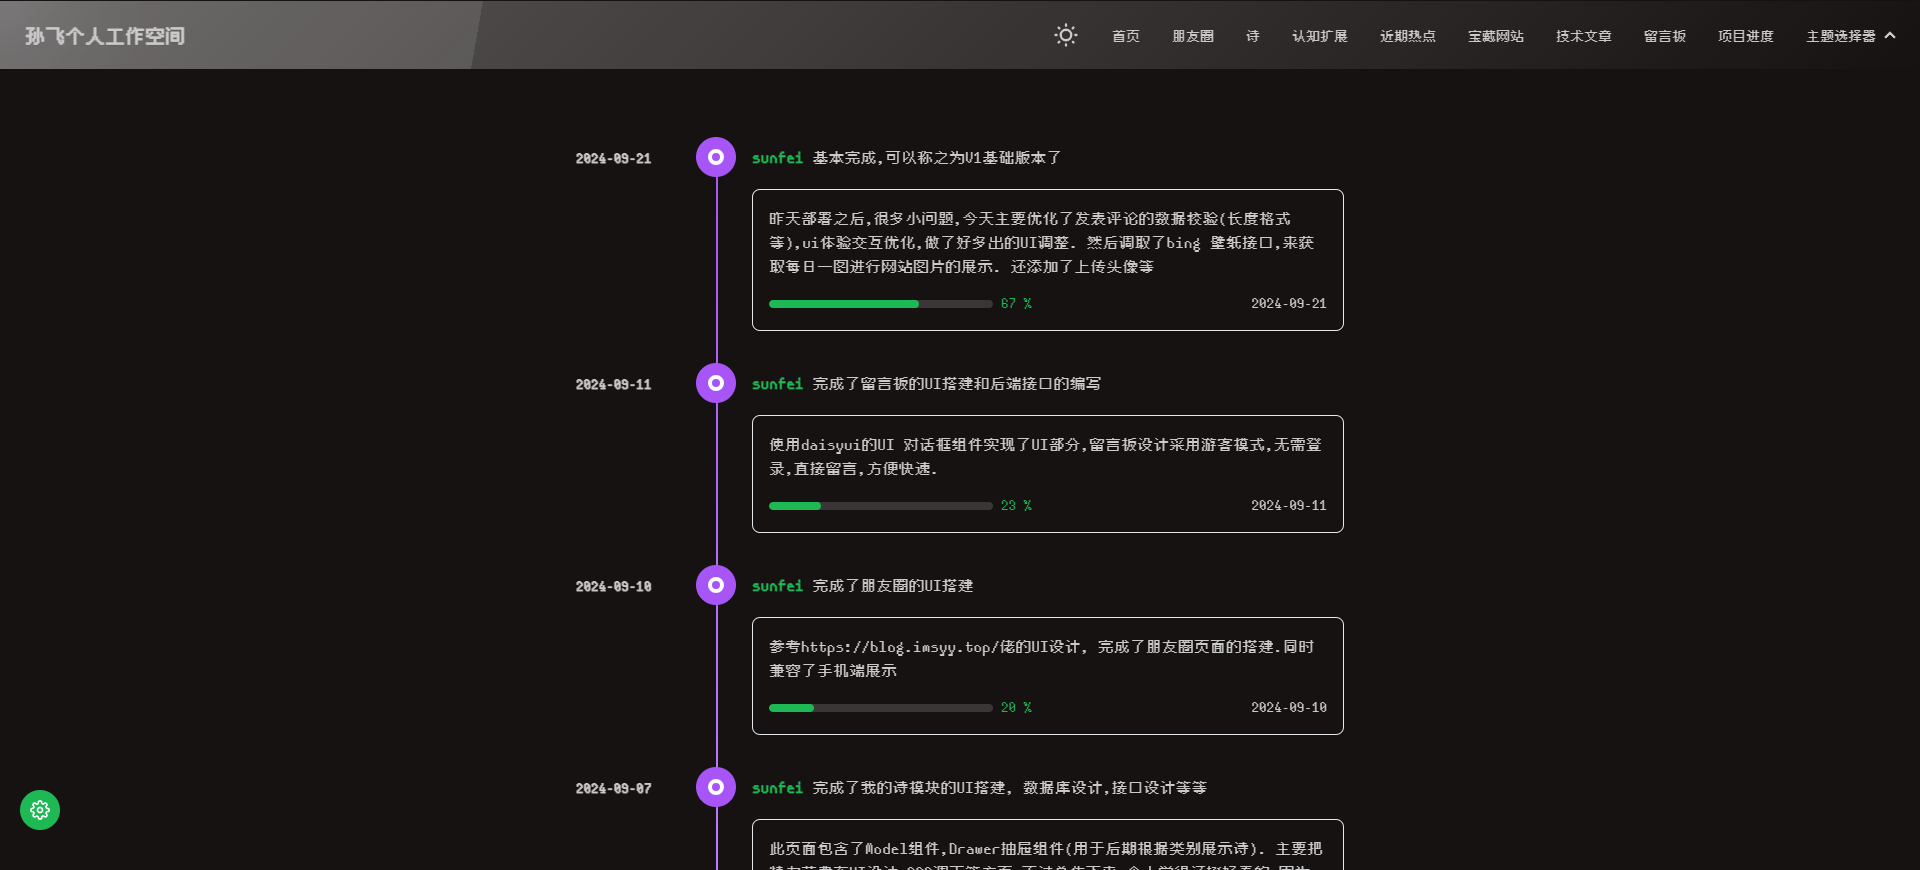 孙飞个人工作空间
首页 朋友圈 诗 认知扩展 近期热点 宝藏网站 技术文章 留言板 项目进度 主题选择器
2024-09-21
sunfei 基本完成,可以称之为V1基础版本了
昨天部署之后,很多小问题,今天主要优化了发表评论的数据校验(长度格式
等),ui体验交互优化,做了好多出的UI调整. 然后调取了bing 壁纸接口,来获
取每日一图进行网站图片的展示. 还添加了上传头像等
67 % 2024-09-21
2024-09-11
sunfei 完成了留言板的UI搭建和后端接口的编写
使用daisyui的UI 对话框组件实现了UI部分,留言板设计采用游客模式,无需登
录,直接留言,方便快速.
23 % 2024-09-11
2024-09-10
sunfei 完成了朋友圈的UI搭建
参考https://blog.imsyy.top/佬的UI设计, 完成了朋友圈页面的搭建.同时
兼容了手机端展示
20 % 2024-09-10
2024-09-07
sunfei 完成了我的诗模块的UI搭建, 数据库设计,接口设计等等
此页面包含了Model组件,Drawer抽屉组件(用于后期根据类别展示诗). 主要把